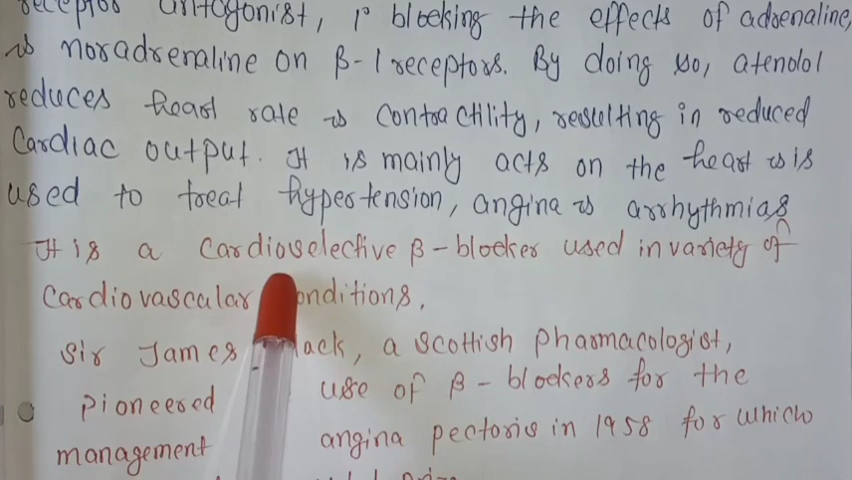 receptor antagonist, blocking the effects of adrenaline,
& noradrenaline on β-1 receptors. By doing so, atenolol
reduces heart rate & contractility, resulting in reduced
Cardiac output. It is mainly acts on the heart & is
used to treat hypertension, angina & arrhythmias
It is a Cardioselective β-blocker used in variety of
Cardiovascular conditions.
Sir James lack, a Scottish Pharmacologist,
Pioneered use of β-blockers for the
management angina pectoris in 1958 for which